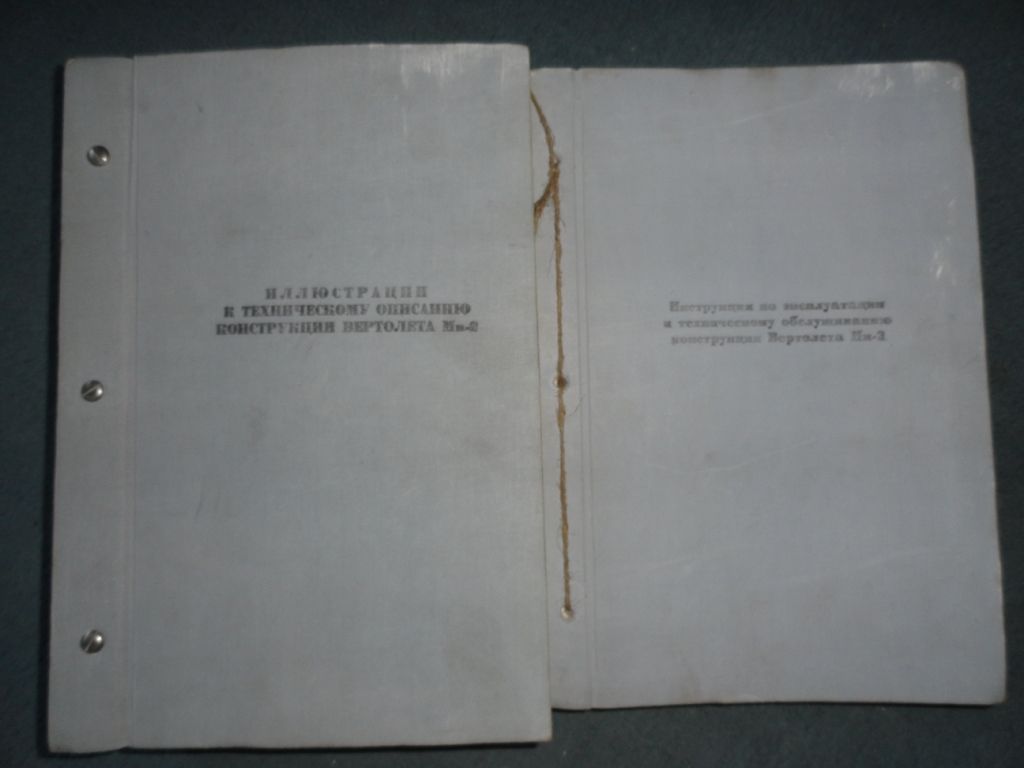 ИЛЛЮСТРАЦИИ
К ТЕХНИЧЕСКОМУ ОПИСАНИЮ
КОНСТРУКЦИИ ВЕРТОЛЕТА Ми-2
Инструкция по эксплуатации
и техническому обслуживанию
конструкции Вертолета Ми-2